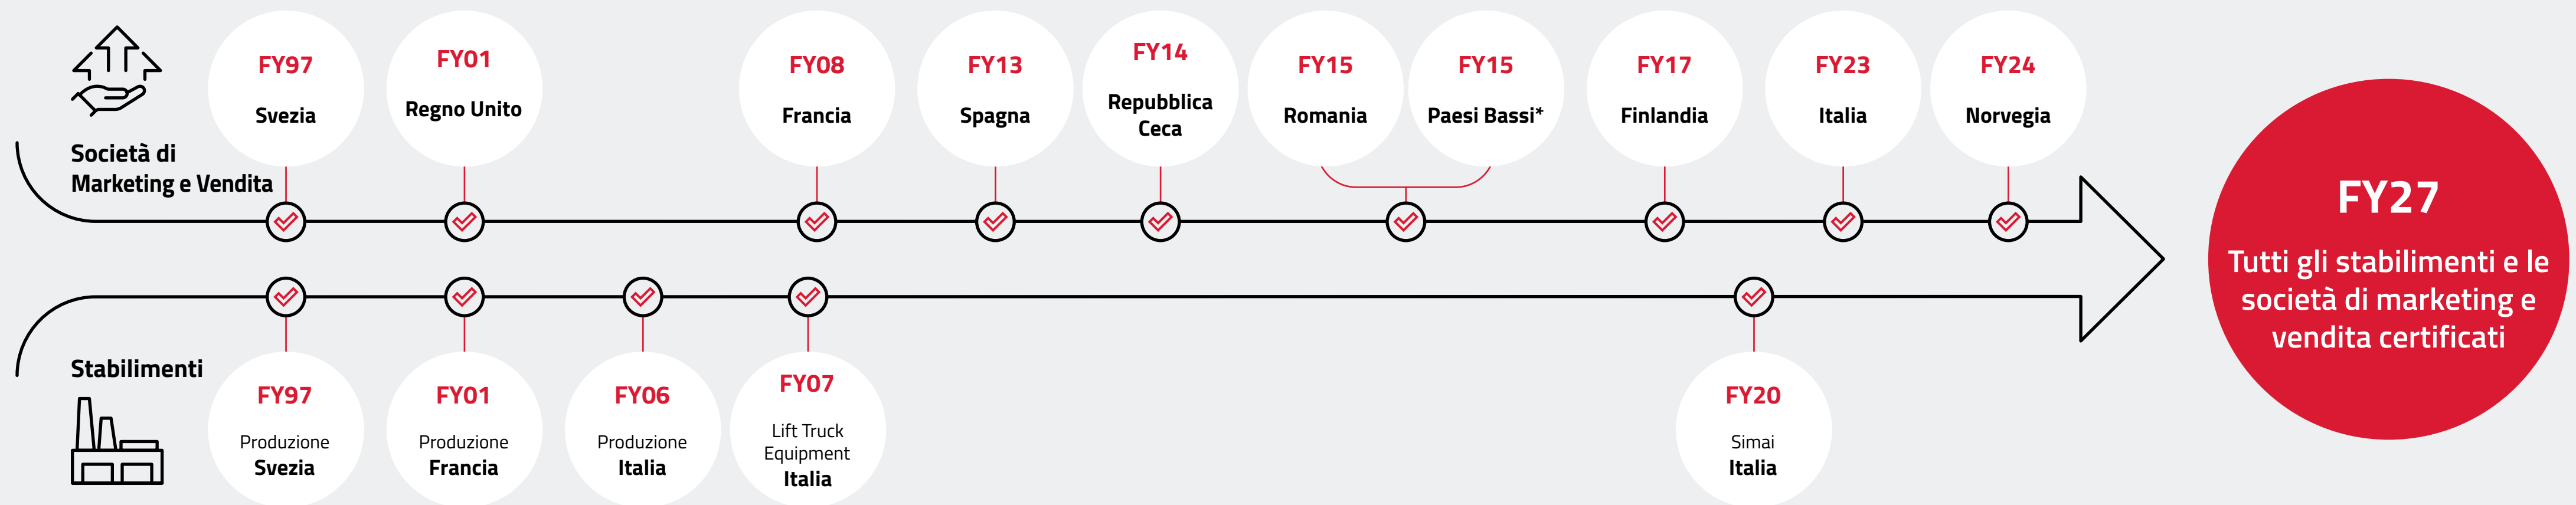 Società di
Marketing e Vendita
FY97
Svezia
FY01
Regno Unito
FY08
Francia
FY13
Spagna
FY14
Repubblica
Ceca
FY15
Romania
FY15
Paesi Bassi*
FY17
Finlandia
FY23
Italia
FY24
Norvegia
Stabilimenti
FY97
Produzione
Svezia
FY01
Produzione
Francia
FY06
Produzione
Italia
FY07
Lift Truck
Equipment
Italia
FY20
Simai
Italia
FY27
Tutti gli stabilimenti e le
società di marketing e
vendita certificati